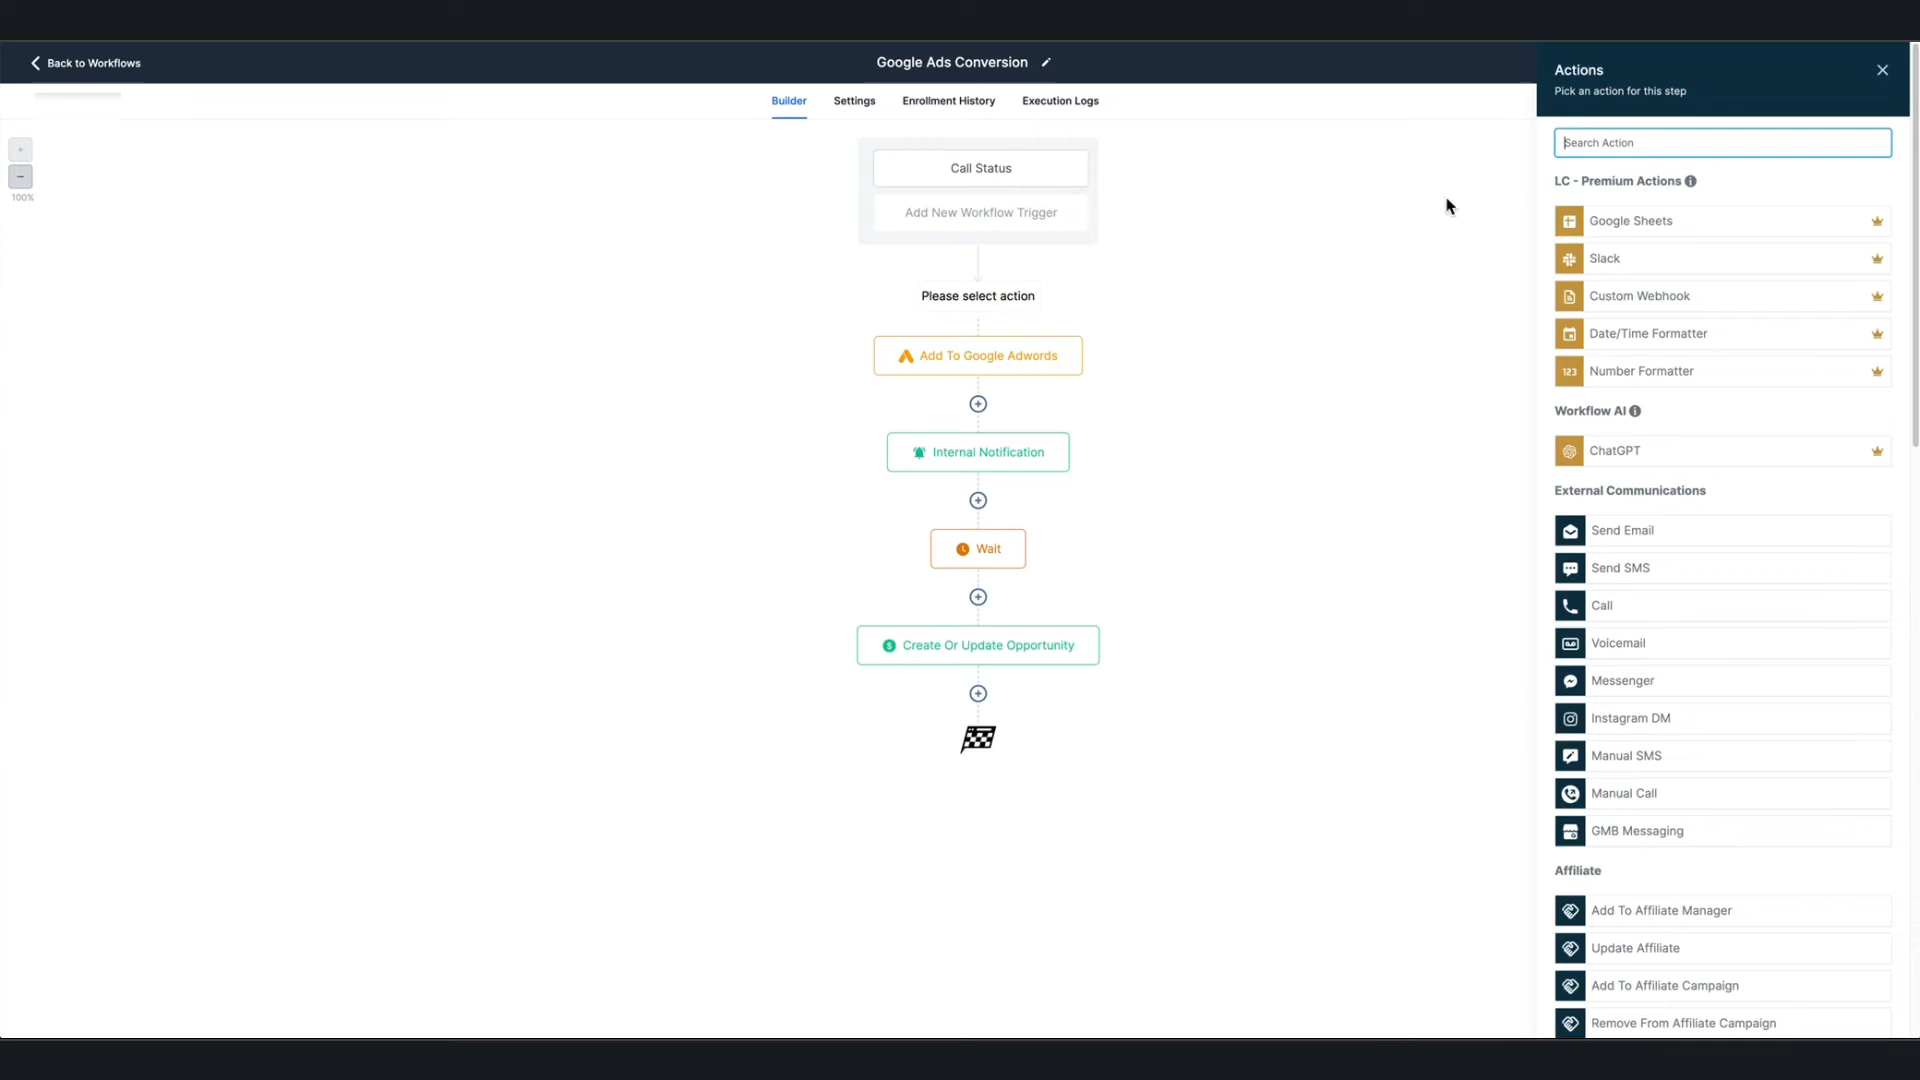 Back to Workflows
Google Ads Conversion
Builder
Settings
Enrollment History
Execution Logs
+
−
100%
Call Status
Add New Workflow Trigger
Please select action
Add To Google Adwords
Internal Notification
Wait
Create Or Update Opportunity
Actions
Pick an action for this step
Search Action
LC - Premium Actions
Google Sheets
Slack
Custom Webhook
Date/Time Formatter
123 Number Formatter
Workflow AI
ChatGPT
External Communications
Send Email
Send SMS
Call
Voicemail
Messenger
Instagram DM
Manual SMS
Manual Call
GMB Messaging
Affiliate
Add To Affiliate Manager
Update Affiliate
Add To Affiliate Campaign
Remove From Affiliate Campaign